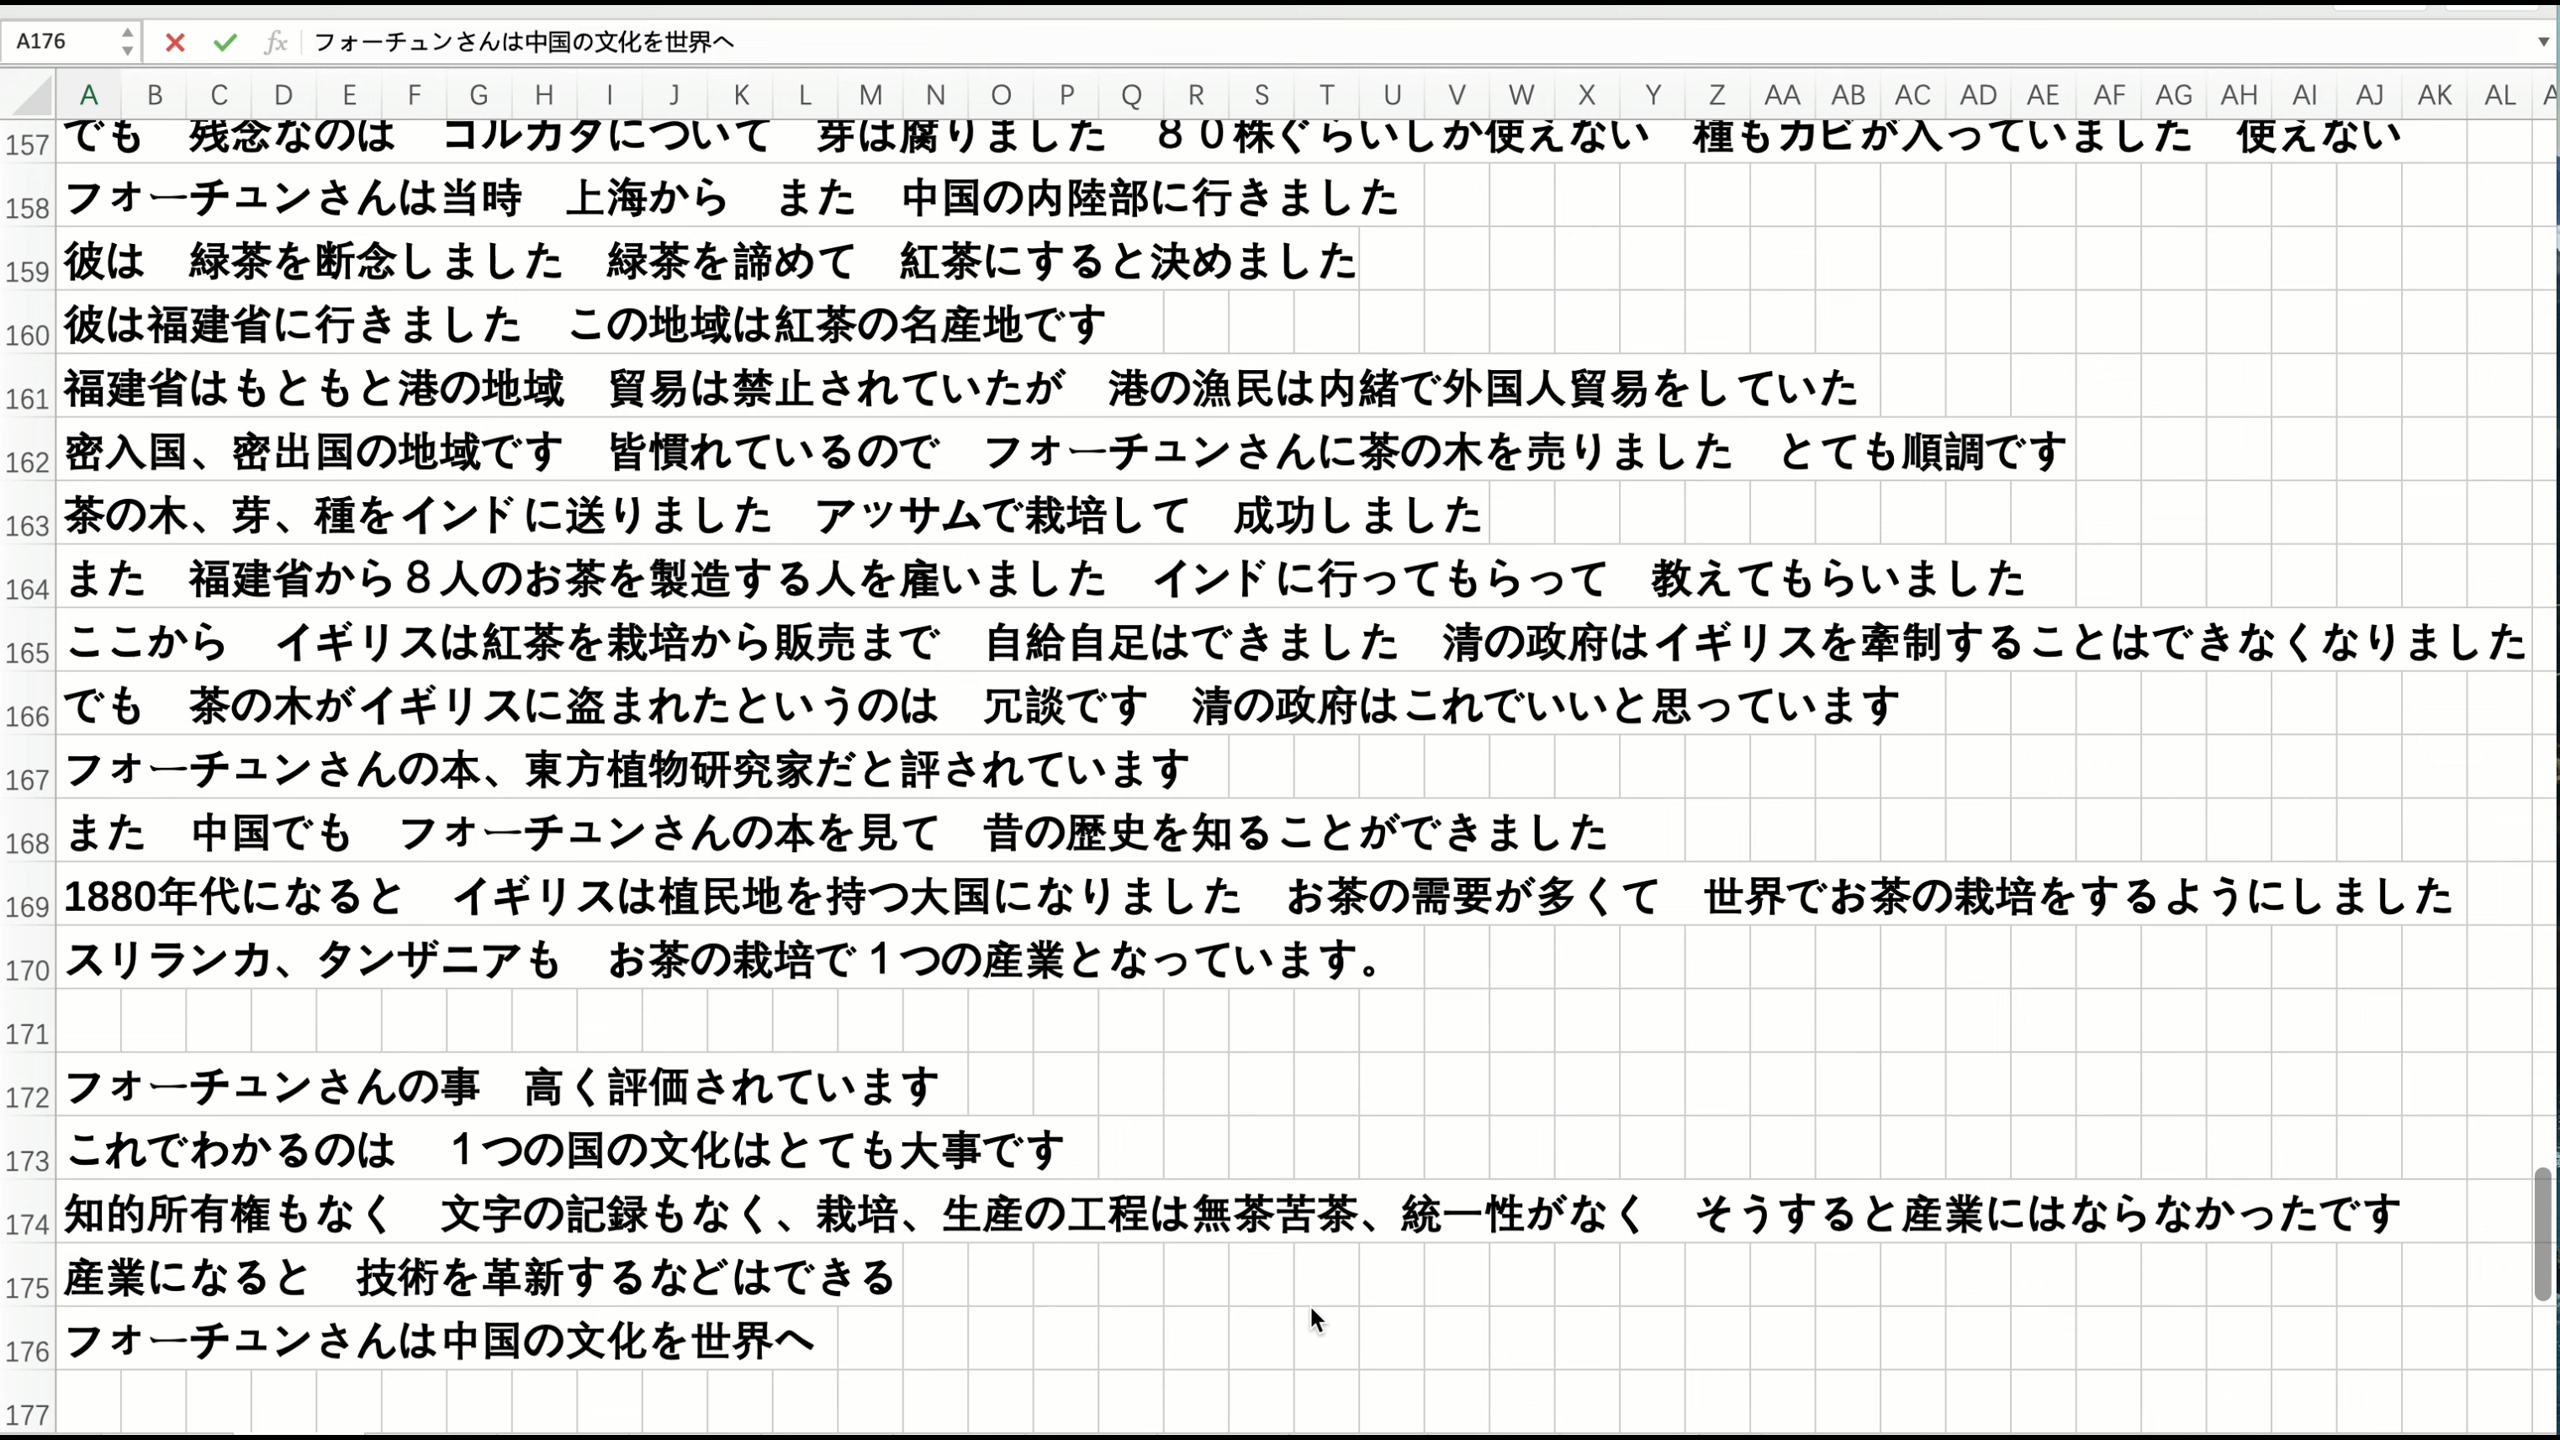 A176 fx フォーチュンさんは中国の文化を世界へ
A B C D E F G H I J K L M N O P Q R S T U V W X Y Z AA AB AC AD AE AF AG AH AI AJ AK AL
157 でも　残念なのは　コルカタについて　芽は腐りました　８０株ぐらいしか使えない　種もカビが入っていました　使えない
158 フォーチュンさんは当時　上海から　また　中国の内陸部に行きました
159 彼は　緑茶を断念しました　緑茶を諦めて　紅茶にすると決めました
160 彼は福建省に行きました　この地域は紅茶の名産地です
161 福建省はもともと港の地域　貿易は禁止されていたが　港の漁民は内緒で外国人貿易をしていた
162 密入国、密出国の地域です　皆慣れているので　フォーチュンさんに茶の木を売りました　とても順調です
163 茶の木、芽、種をインドに送りました　アッサムで栽培して　成功しました
164 また　福建省から８人のお茶を製造する人を雇いました　インドに行ってもらって　教えてもらいました
165 ここから　イギリスは紅茶を栽培から販売まで　自給自足はできました　清の政府はイギリスを牽制することはできなくなりました
166 でも　茶の木がイギリスに盗まれたというのは　冗談です　清の政府はこれでいいと思っています
167 フォーチュンさんの本、東方植物研究家だと評されています
168 また　中国でも　フォーチュンさんの本を見て　昔の歴史を知ることができました
169 1880年代になると　イギリスは植民地を持つ大国になりました　お茶の需要が多くて　世界でお茶の栽培をするようにしました
170 スリランカ、タンザニアも　お茶の栽培で１つの産業となっています。
171
172 フォーチュンさんの事　高く評価されています
173 これでわかるのは　１つの国の文化はとても大事です
174 知的所有権もなく　文字の記録もなく、栽培、生産の工程は無茶苦茶、統一性がなく　そうすると産業にはならなかったです
175 産業になると　技術を革新するなどはできる
176 フォーチュンさんは中国の文化を世界へ
177